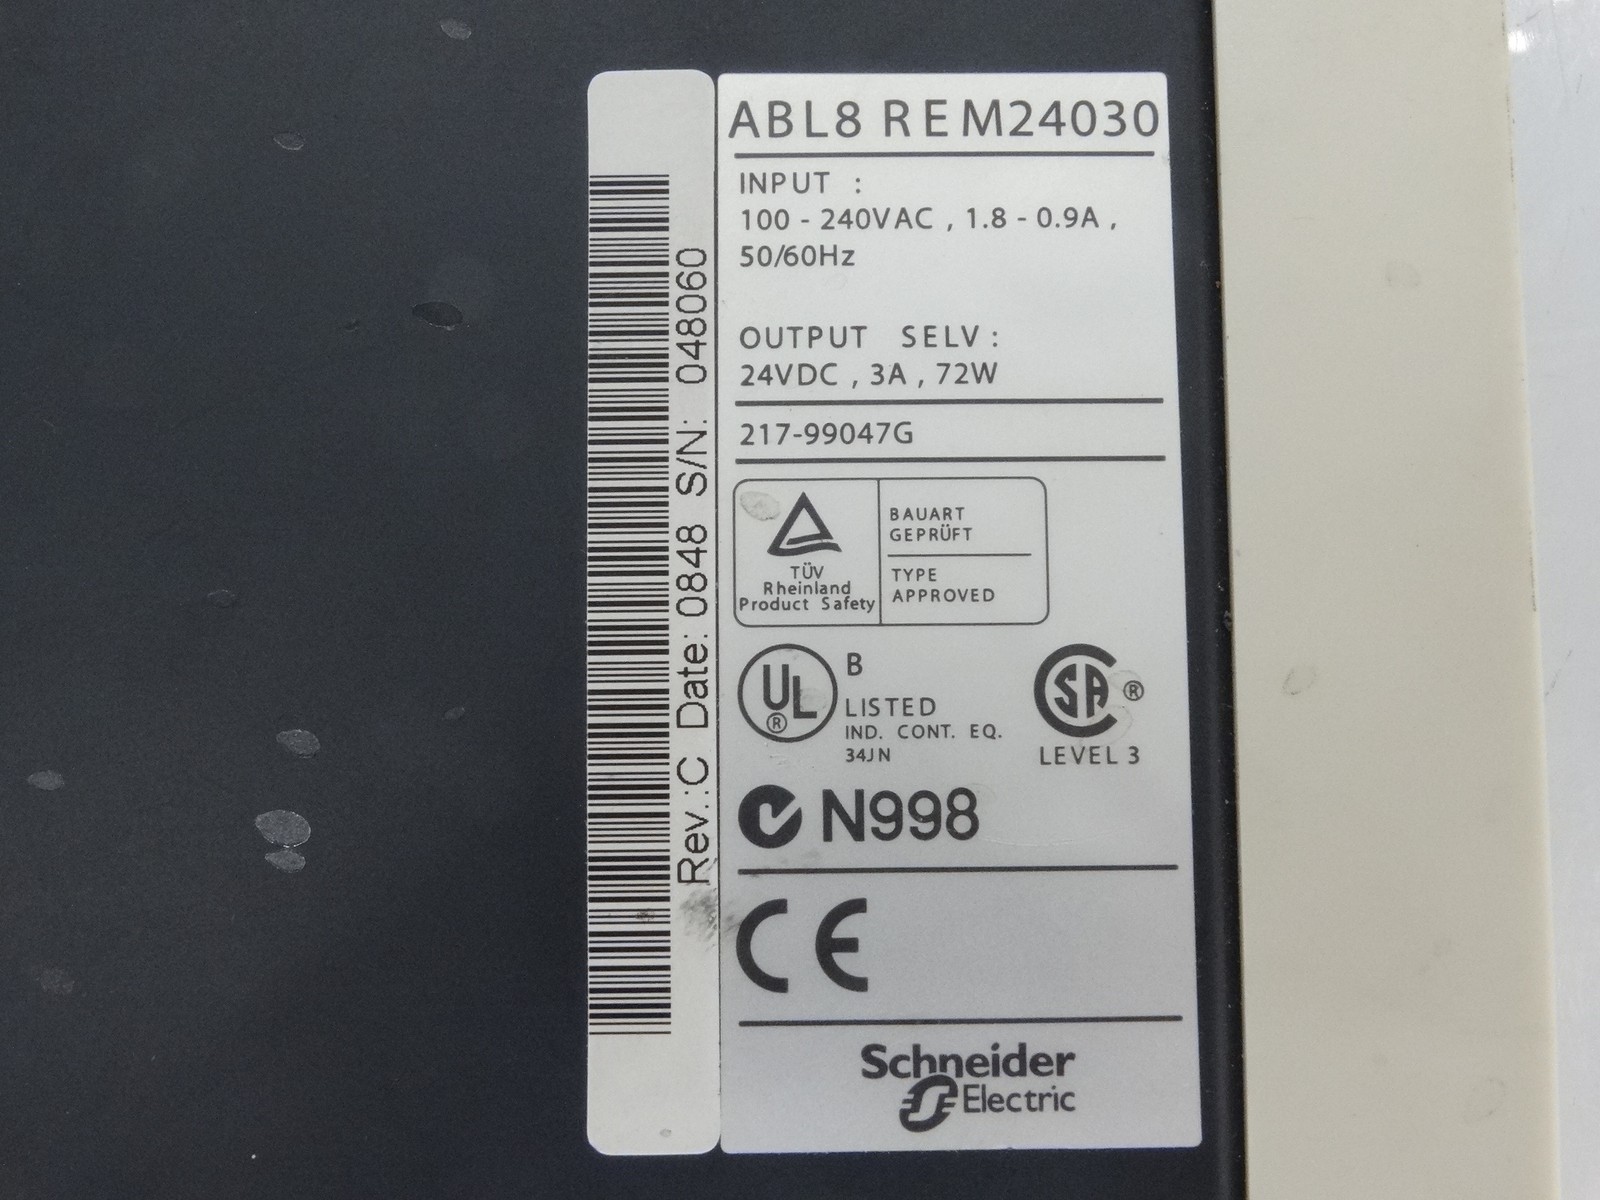 ABL8 REM24030
INPUT :
100 - 240VAC , 1.8 - 0.9A ,
50/60Hz
OUTPUT SELV :
24VDC , 3A , 72W
217-99047G
TÜV
Rheinland
Product Safety
BAUART
GEPRÜFT
TYPE
APPROVED
UL
®
B
LISTED
IND. CONT. EQ.
34JN
CSA ®
LEVEL 3
N998
CE
Schneider
Electric
Rev.:C Date: 0848 S/N: 048060